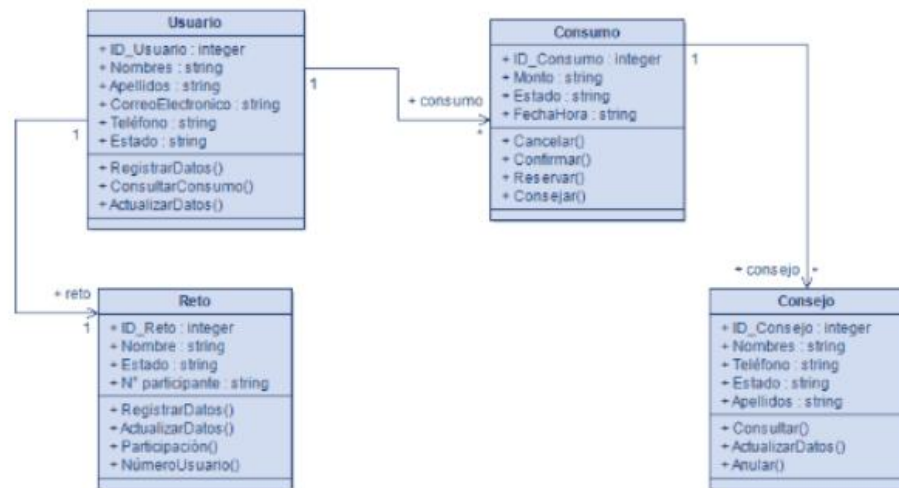 Usuario
+ ID_Usuario : integer
+ Nombres : string
+ Apellidos : string
+ CorreoElectronico : string
+ Teléfono : string
+ Estado : string
+ RegistrarDatos()
+ ConsultarConsumo()
+ ActualizarDatos()
1
+ consumo
*
Consumo
+ ID_Consumo : integer
+ Monto : string
+ Estado : string
+ FechaHora : string
+ Cancelar()
+ Confirmar()
+ Reservar()
+ Consejar()
1
+ consejo *
1
+ reto
1
Reto
+ ID_Reto : integer
+ Nombre : string
+ Estado : string
+ N° participante : string
+ RegistrarDatos()
+ ActualizarDatos()
+ Participación()
+ NúmeroUsuario()
Consejo
+ ID_Consejo : integer
+ Nombres : string
+ Teléfono : string
+ Estado : string
+ Apellidos : string
+ Consultar()
+ ActualizarDatos()
+ Anular()